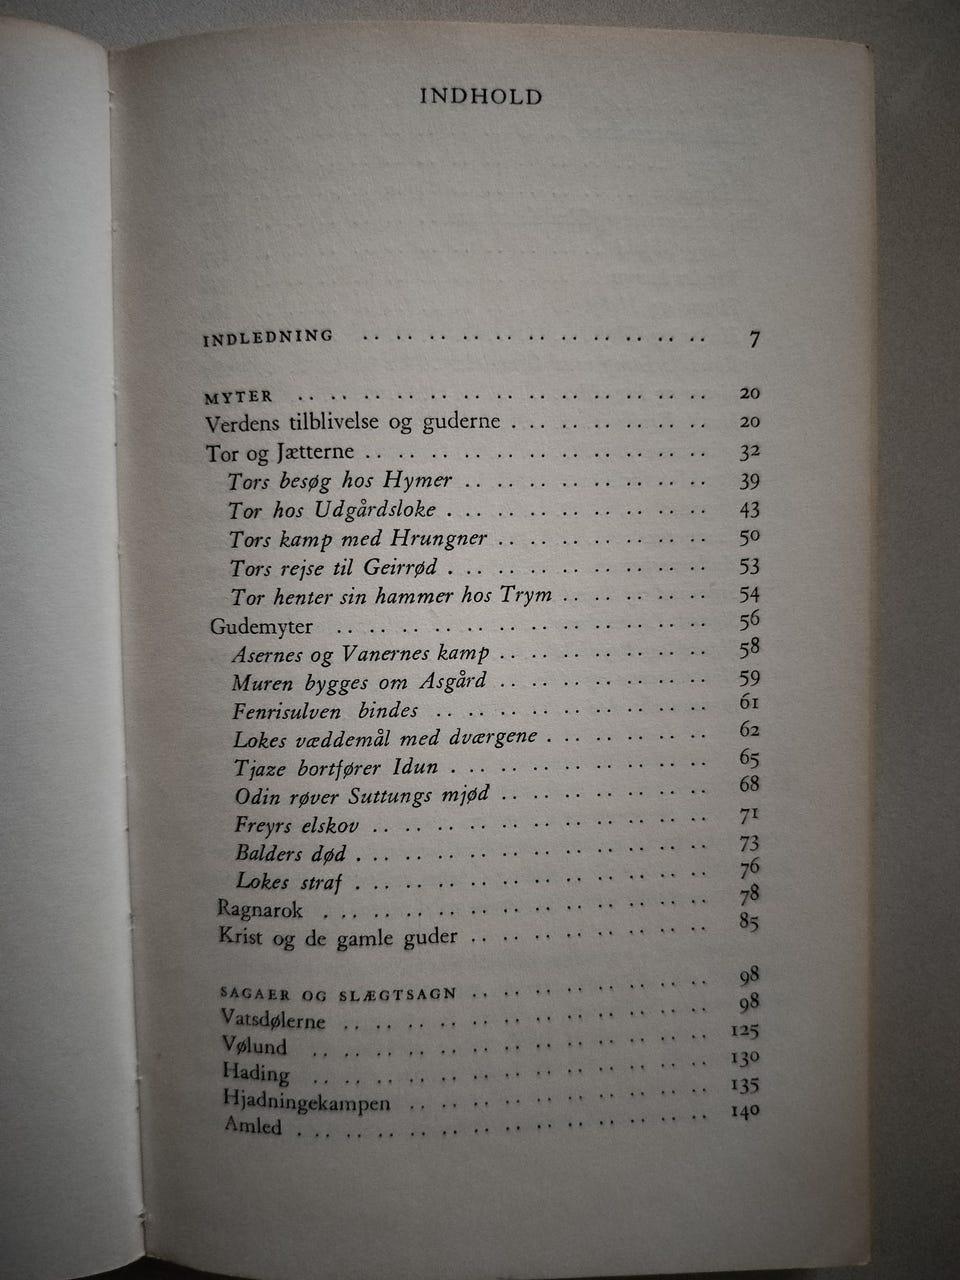 INDHOLD
INDLEDNING .. .. .. .. .. .. .. .. .. .. .. 7
MYTER .. .. .. .. .. .. .. .. .. .. .. .. .. 20
Verdens tilblivelse og guderne . .. .. .. .. .. .. 20
Tor og Jætterne .. .. .. .. .. .. .. .. .. .. .. 32
Tors besøg hos Hymer .. .. .. .. .. .. .. .. 39
Tor hos Udgårdsloke . .. .. .. .. .. .. .. .. 43
Tors kamp med Hrungner .. .. .. .. .. .. .. 50
Tors rejse til Geirrød . .. .. .. .. .. .. .. .. 53
Tor henter sin hammer hos Trym .. .. .. .. .. 54
Gudemyter .. .. .. .. .. .. .. .. .. .. .. .. 56
Asernes og Vanernes kamp .. .. .. .. .. .. .. 58
Muren bygges om Asgård .. .. .. .. .. .. .. 59
Fenrisulven bindes .. .. .. .. .. .. .. .. .. 61
Lokes væddemål med dværgene . .. .. .. .. .. 62
Tjaze bortfører Idun . .. .. .. .. .. .. .. .. 65
Odin røver Suttungs mjød .. .. .. .. .. .. .. 68
Freyrs elskov .. .. .. .. .. .. .. .. .. .. .. 71
Balders død . .. .. .. .. .. .. .. .. .. .. .. 73
Lokes straf . .. .. .. .. .. .. .. .. .. .. .. 76
Ragnarok . .. .. .. .. .. .. .. .. .. .. .. .. 78
Krist og de gamle guder .. .. .. .. .. .. .. .. 85
SAGAER OG SLÆGTSAGN .. .. .. .. .. .. .. .. 98
Vatsdølerne .. .. .. .. .. .. .. .. .. .. .. .. 98
Vølund .. .. .. .. .. .. .. .. .. .. .. .. .. 125
Hading .. .. .. .. .. .. .. .. .. .. .. .. .. 130
Hjadningekampen .. .. .. .. .. .. .. .. .. .. 135
Amled . .. .. .. .. .. .. .. .. .. .. .. .. .. 140